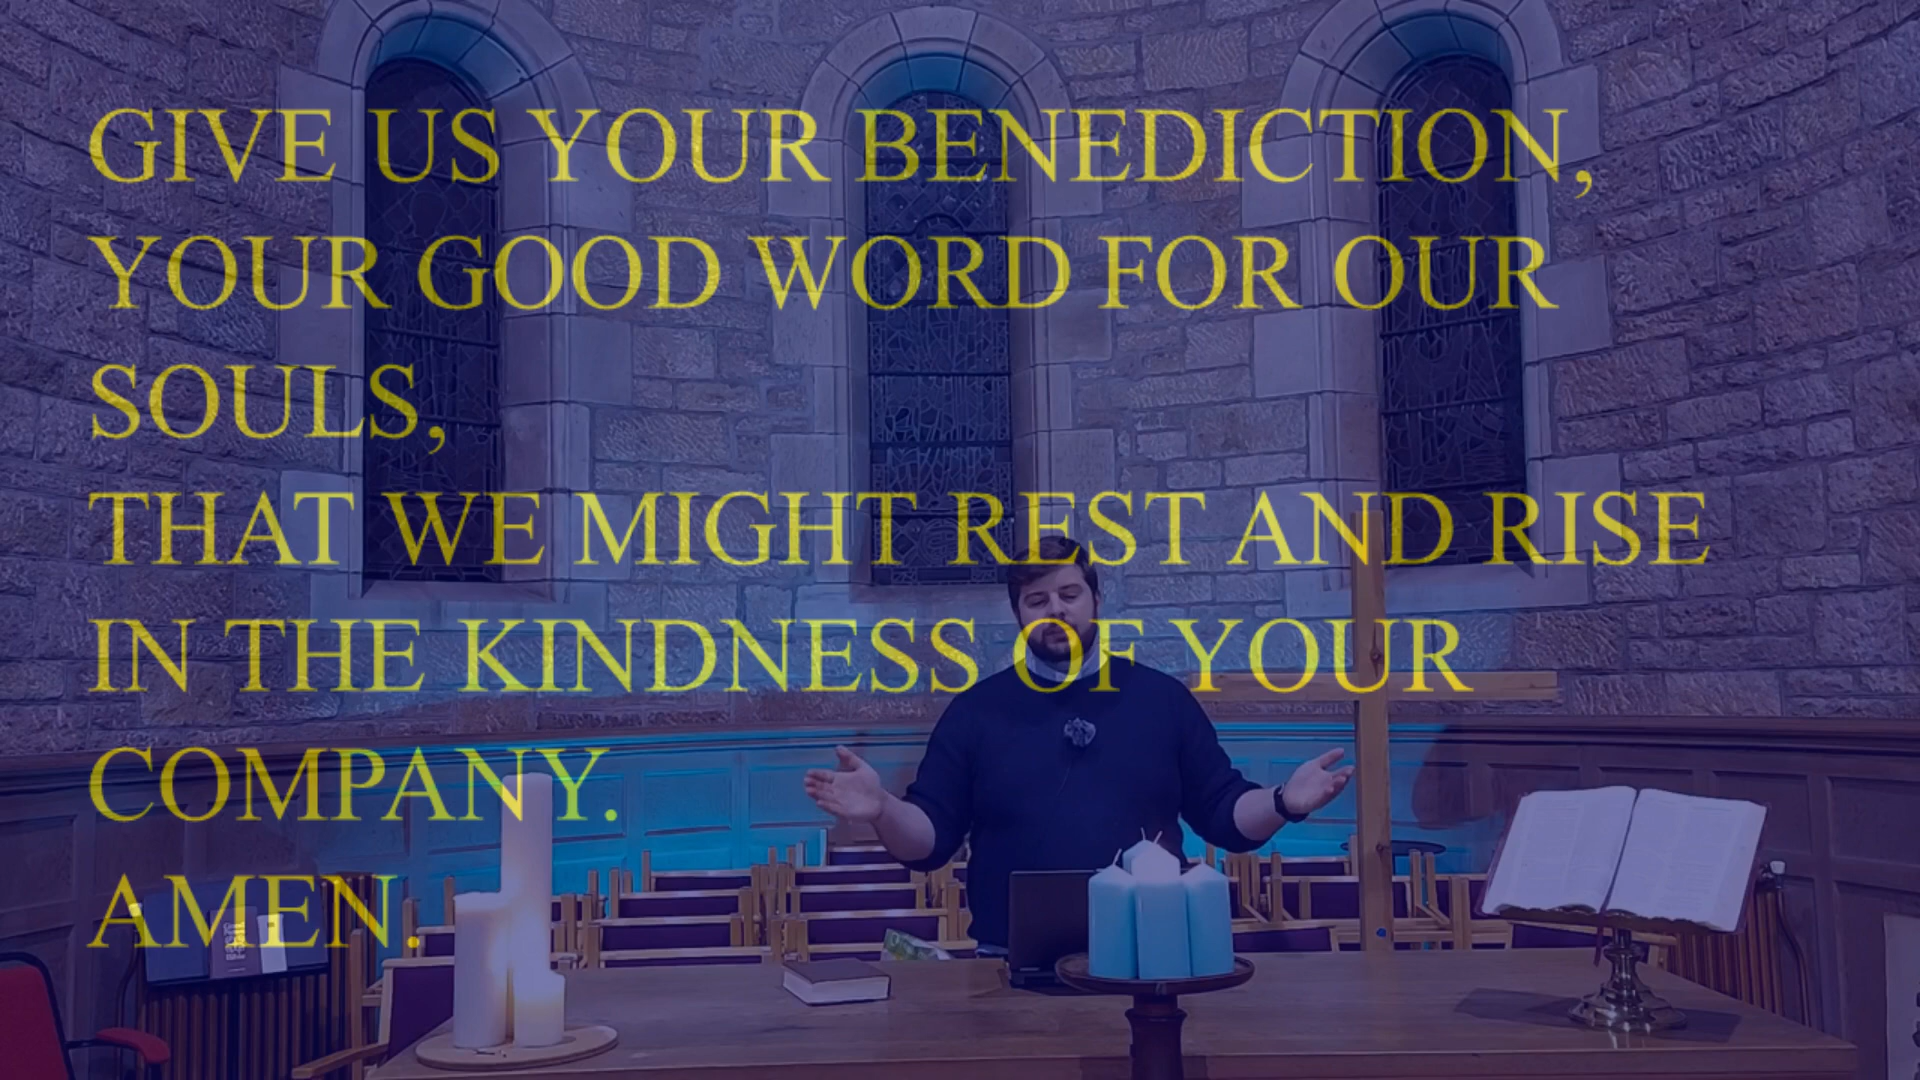 GIVE US YOUR BENEDICTION,
YOUR GOOD WORD FOR OUR
SOULS,
THAT WE MIGHT REST AND RISE
IN THE KINDNESS OF YOUR
COMPANY.
AMEN.